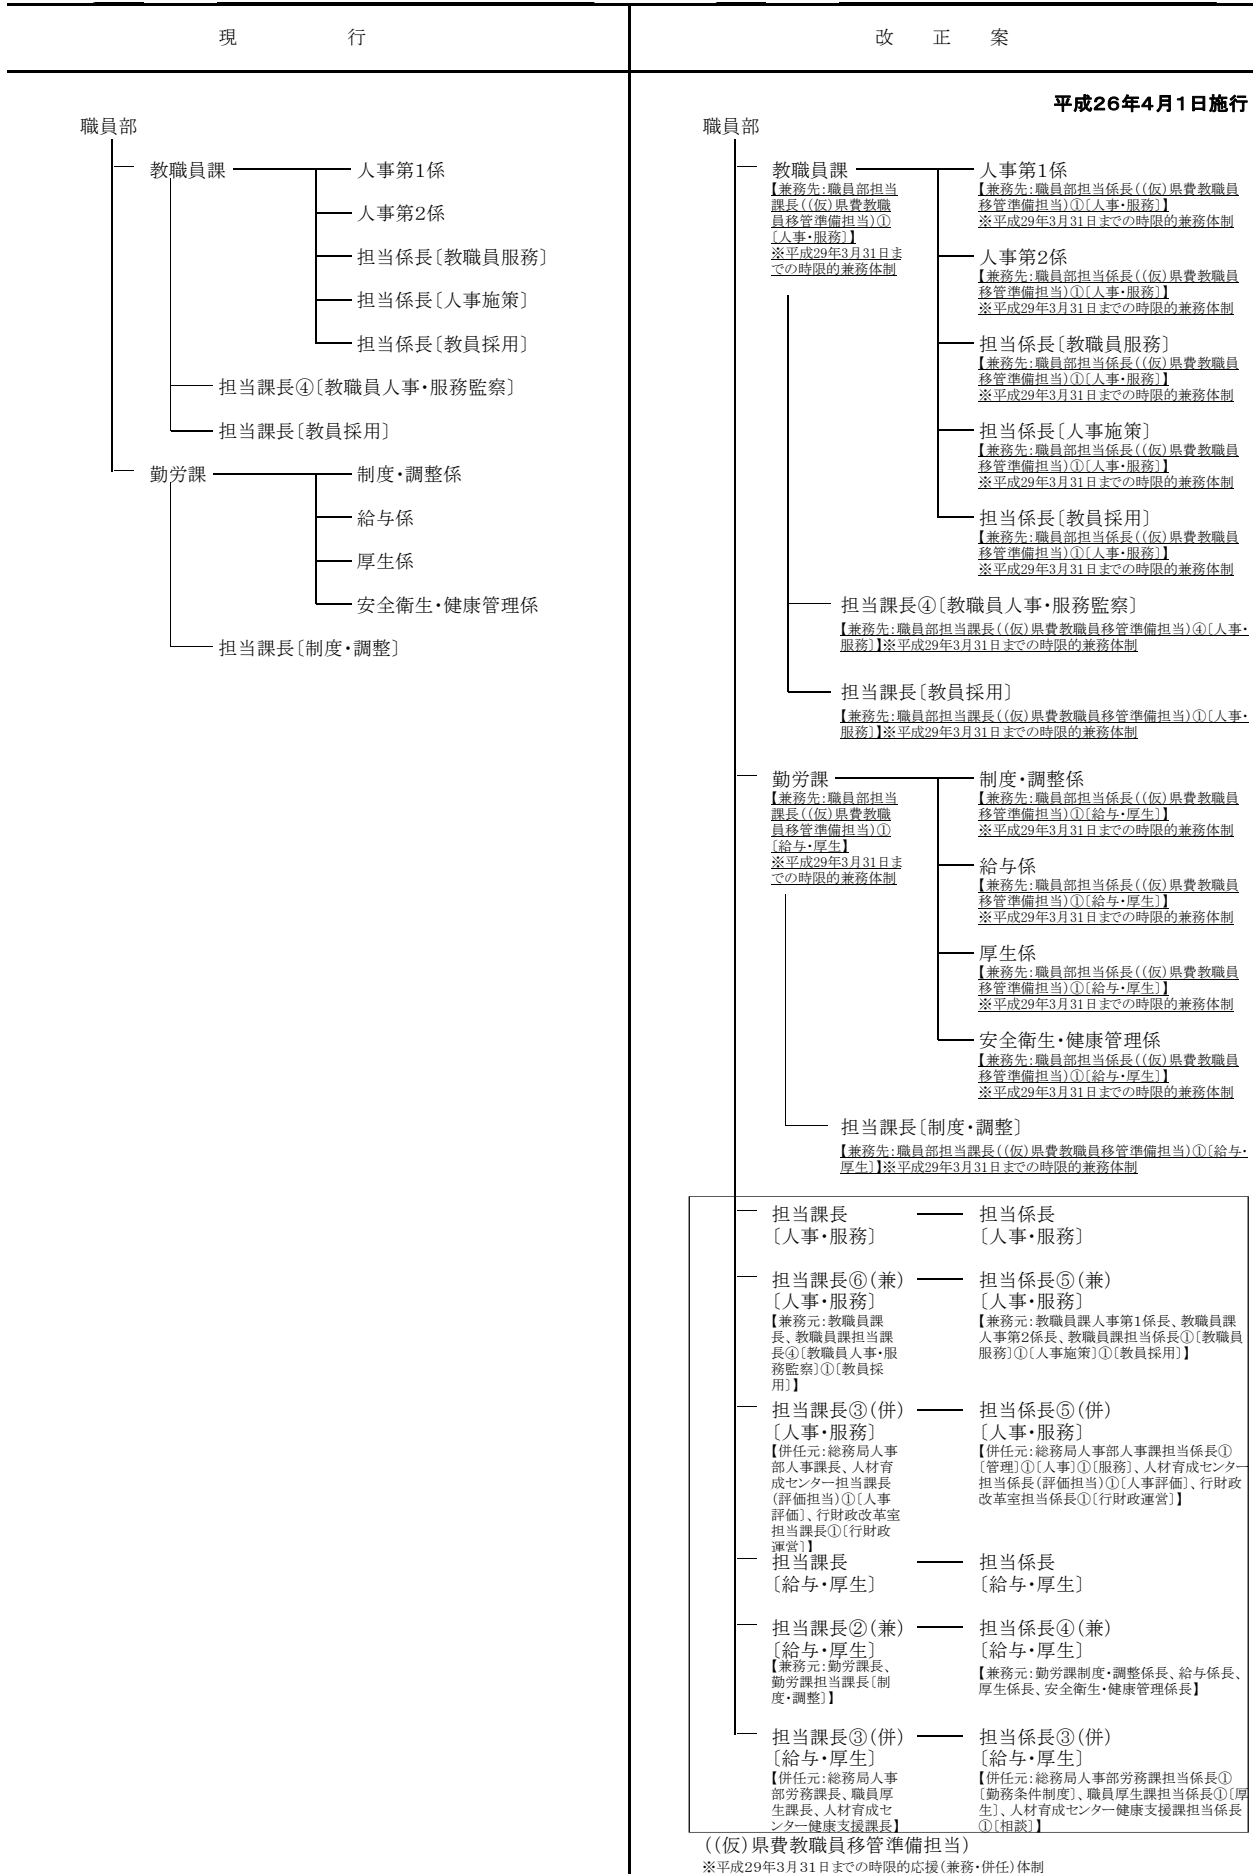 現　　　　行
職員部
教職員課
人事第1係
人事第2係
担当係長〔教職員服務〕
担当係長〔人事施策〕
担当係長〔教員採用〕
担当課長④〔教職員人事・服務監察〕
担当課長〔教員採用〕
勤労課
制度・調整係
給与係
厚生係
安全衛生・健康管理係
担当課長〔制度・調整〕
改　正　案
平成26年4月1日施行
職員部
教職員課
【兼務先:職員部担当
課長((仮)県費教職
員移管準備担当)①
〔人事・服務〕】
※平成29年3月31日ま
での時限的兼務体制
人事第1係
【兼務先:職員部担当係長((仮)県費教職員
移管準備担当)①〔人事・服務〕】
※平成29年3月31日までの時限的兼務体制
人事第2係
【兼務先:職員部担当係長((仮)県費教職員
移管準備担当)①〔人事・服務〕】
※平成29年3月31日までの時限的兼務体制
担当係長〔教職員服務〕
【兼務先:職員部担当係長((仮)県費教職員
移管準備担当)①〔人事・服務〕】
※平成29年3月31日までの時限的兼務体制
担当係長〔人事施策〕
【兼務先:職員部担当係長((仮)県費教職員
移管準備担当)①〔人事・服務〕】
※平成29年3月31日までの時限的兼務体制
担当係長〔教員採用〕
【兼務先:職員部担当係長((仮)県費教職員
移管準備担当)①〔人事・服務〕】
※平成29年3月31日までの時限的兼務体制
担当課長④〔教職員人事・服務監察〕
【兼務先:職員部担当課長((仮)県費教職員移管準備担当)④〔人事・
服務〕】※平成29年3月31日までの時限的兼務体制
担当課長〔教員採用〕
【兼務先:職員部担当課長((仮)県費教職員移管準備担当)①〔人事・
服務〕】※平成29年3月31日までの時限的兼務体制
勤労課
【兼務先:職員部担当
課長((仮)県費教職
員移管準備担当)①
〔給与・厚生〕】
※平成29年3月31日ま
での時限的兼務体制
制度・調整係
【兼務先:職員部担当係長((仮)県費教職員
移管準備担当)①〔給与・厚生〕】
※平成29年3月31日までの時限的兼務体制
給与係
【兼務先:職員部担当係長((仮)県費教職員
移管準備担当)①〔給与・厚生〕】
※平成29年3月31日までの時限的兼務体制
厚生係
【兼務先:職員部担当係長((仮)県費教職員
移管準備担当)①〔給与・厚生〕】
※平成29年3月31日までの時限的兼務体制
安全衛生・健康管理係
【兼務先:職員部担当係長((仮)県費教職員
移管準備担当)①〔給与・厚生〕】
※平成29年3月31日までの時限的兼務体制
担当課長〔制度・調整〕
【兼務先:職員部担当課長((仮)県費教職員移管準備担当)①〔給与・
厚生〕】※平成29年3月31日までの時限的兼務体制
担当課長
〔人事・服務〕
担当係長
〔人事・服務〕
担当課長⑥(兼)
〔人事・服務〕
【兼務元:教職員課
長、教職員課担当課
長④〔教職員人事・服
務監察〕①〔教員採
用〕】
担当係長⑤(兼)
〔人事・服務〕
【兼務元:教職員課人事第1係長、教職員課
人事第2係長、教職員課担当係長①〔教職員
服務〕①〔人事施策〕①〔教員採用〕】
担当課長③(併)
〔人事・服務〕
【併任元:総務局人事
部人事課長、人材育
成センター担当課長
(評価担当)①〔人事
評価〕、行財政改革室
担当課長①〔行財政
運営〕】
担当係長⑤(併)
〔人事・服務〕
【併任元:総務局人事部人事課担当係長①
〔管理〕①〔人事〕①〔服務〕、人材育成センター
担当係長(評価担当)①〔人事評価〕、行財政
改革室担当係長①〔行財政運営〕】
担当課長
〔給与・厚生〕
担当係長
〔給与・厚生〕
担当課長②(兼)
〔給与・厚生〕
【兼務元:勤労課長、
勤労課担当課長〔制
度・調整〕】
担当係長④(兼)
〔給与・厚生〕
【兼務元:勤労課制度・調整係長、給与係長、
厚生係長、安全衛生・健康管理係長】
担当課長③(併)
〔給与・厚生〕
【併任元:総務局人事
部労務課長、職員厚
生課長、人材育成セ
ンター健康支援課長】
担当係長③(併)
〔給与・厚生〕
【併任元:総務局人事部労務課担当係長①
〔勤務条件制度〕、職員厚生課担当係長①〔厚
生〕、人材育成センター健康支援課担当係長
①〔相談〕】
((仮)県費教職員移管準備担当)
※平成29年3月31日までの時限的応援(兼務・併任)体制